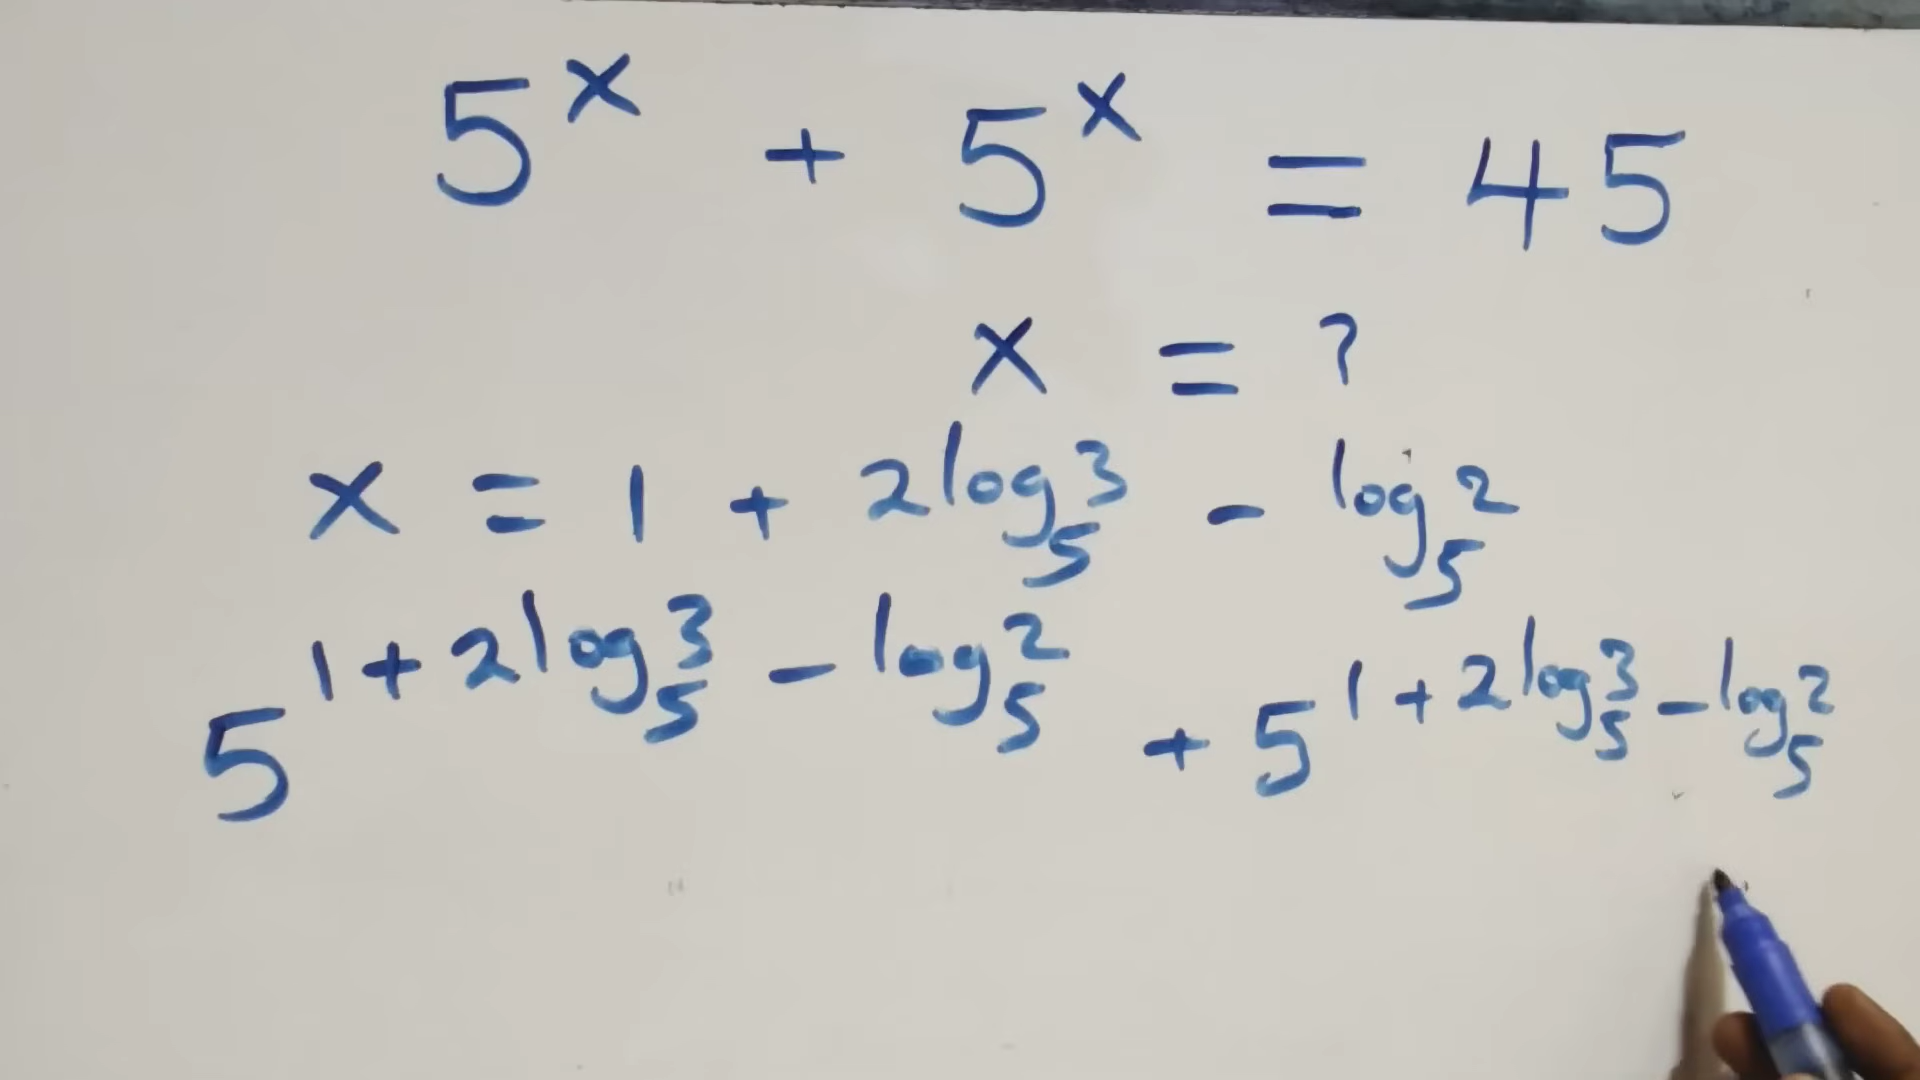 5^x + 5^x = 45
x = ?
x = 1 + 2log_5^3 - log_5^2
5^{1 + 2log_5^3 - log_5^2} + 5^{1 + 2log_5^3 - log_5^2}